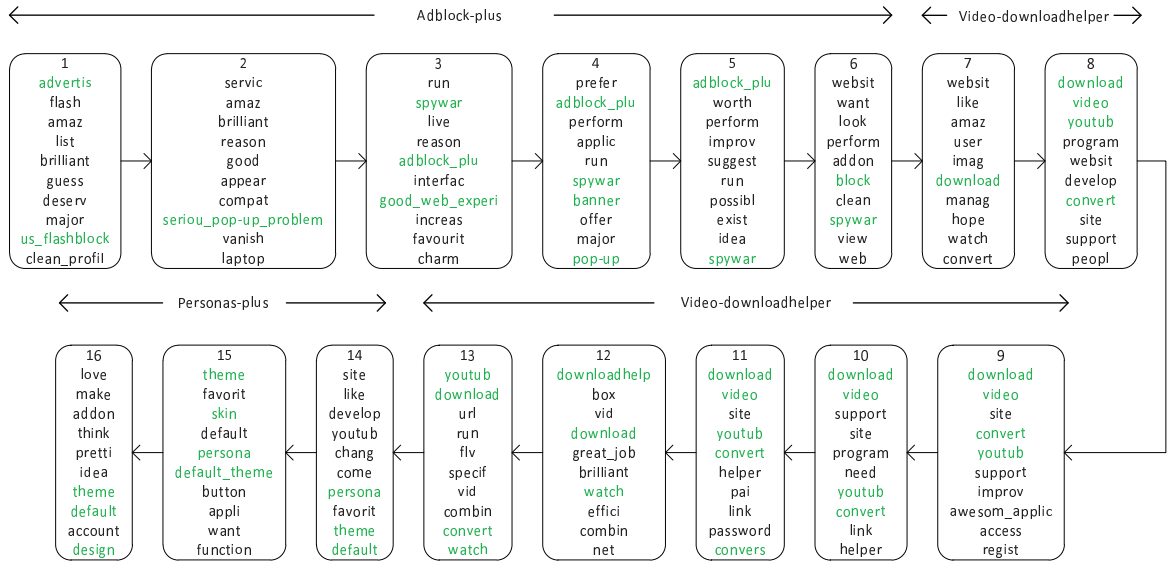 Adblock-plus
Video-downloadhelper
1
advertis
flash
amaz
list
brilliant
guess
deserv
major
us_flashblock
clean_profil
2
servic
amaz
brilliant
reason
good
appear
compat
seriou_pop-up_problem
vanish
laptop
3
run
spywar
live
reason
adblock_plu
interfac
good_web_experi
increas
favourit
charm
4
prefer
adblock_plu
perform
applic
run
spywar
banner
offer
major
pop-up
5
adblock_plu
worth
perform
improv
suggest
run
possibl
exist
idea
spywar
6
websit
want
look
perform
addon
block
clean
spywar
view
web
7
websit
like
amaz
user
imag
download
manag
hope
watch
convert
8
download
video
youtub
program
websit
develop
convert
site
support
peopl
Personas-plus
Video-downloadhelper
16
love
make
addon
think
pretti
idea
theme
default
account
design
15
theme
favorit
skin
default
persona
default_theme
button
appli
want
function
14
site
like
develop
youtub
chang
come
persona
favorit
theme
default
13
youtub
download
url
run
flv
specif
vid
combin
convert
watch
12
downloadhelp
box
vid
download
great_job
brilliant
watch
effici
combin
net
11
download
video
site
youtub
convert
helper
pai
link
password
convers
10
download
video
support
site
program
need
youtub
convert
link
helper
9
download
video
site
convert
youtub
support
improv
awesom_applic
access
regist